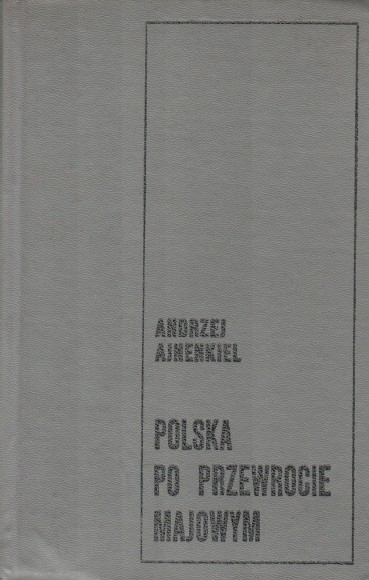 ANDRZEJ
AJNENKIEL
POLSKA
PO PRZEWROCIE
MAJOWYM